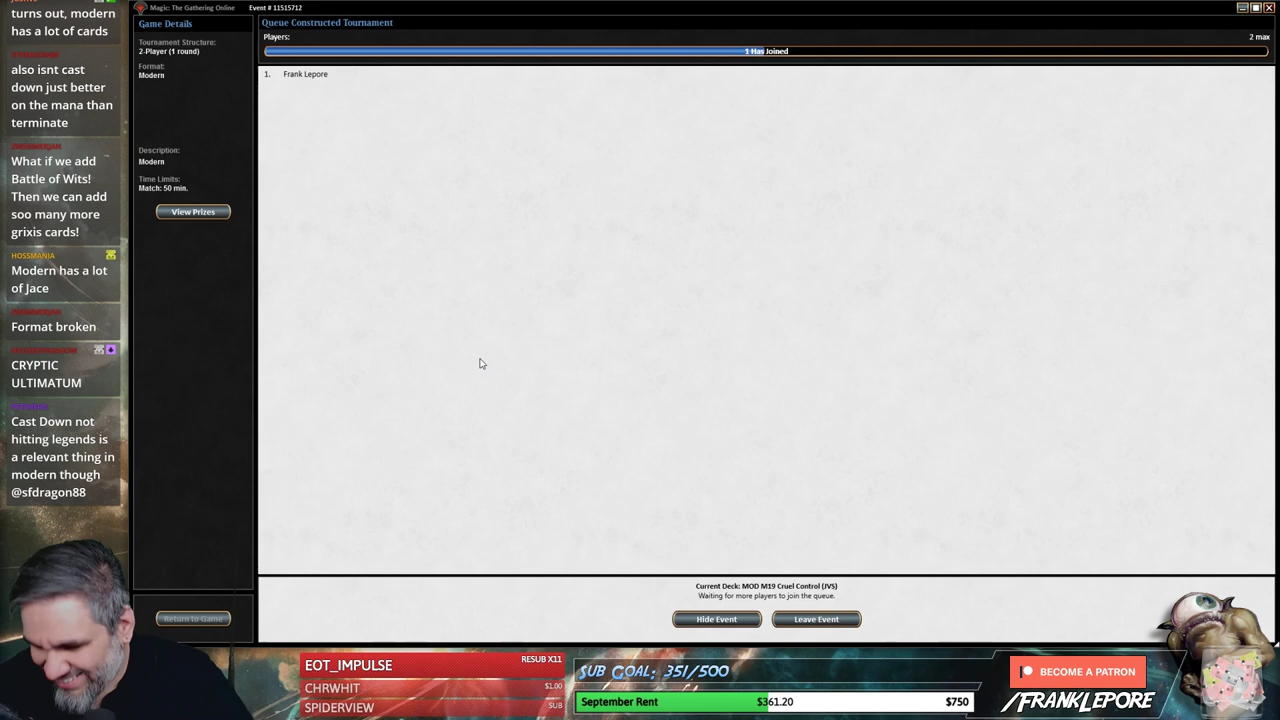 turns out, modern
has a lot of cards
also isnt cast
down just better
on the mana than
terminate
What if we add
Battle of Wits!
Then we can add
soo many more
grixis cards!
HOSSMANIA
Modern has a lot
of Jace
Format broken
CRYPTIC
ULTIMATUM
Cast Down not
hitting legends is
a relevant thing in
modern though
@sfdragon88
Magic: The Gathering Online
Event # 11515712
Game Details
Tournament Structure:
2-Player (1 round)
Format:
Modern
Description:
Modern
Time Limits:
Match: 50 min.
View Prizes
Return to Game
Queue Constructed Tournament
Players:
2 max
1 Has Joined
1. Frank Lepore
Current Deck: MOD M19 Cruel Control (JVS)
Waiting for more players to join the queue.
Hide Event
Leave Event
EOT_IMPULSE RESUB X11
CHRWHIT $1.00
SPIDERVIEW SUB
SUB GOAL: 351/500
September Rent $361.20 $750
BECOME A PATRON
/FRANKLEPORE